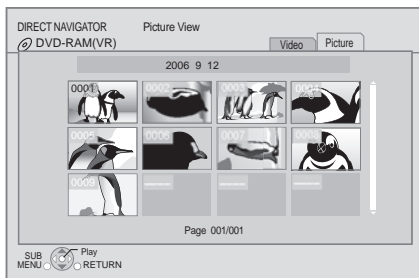 DIRECT NAVIGATOR Picture View
DVD-RAM(VR) Video Picture
2006 9 12
0001 0002 0003 0004
0005 0006 0007 0008
0009 ------ ------ ------
Page 001/001
SUB MENU Play RETURN